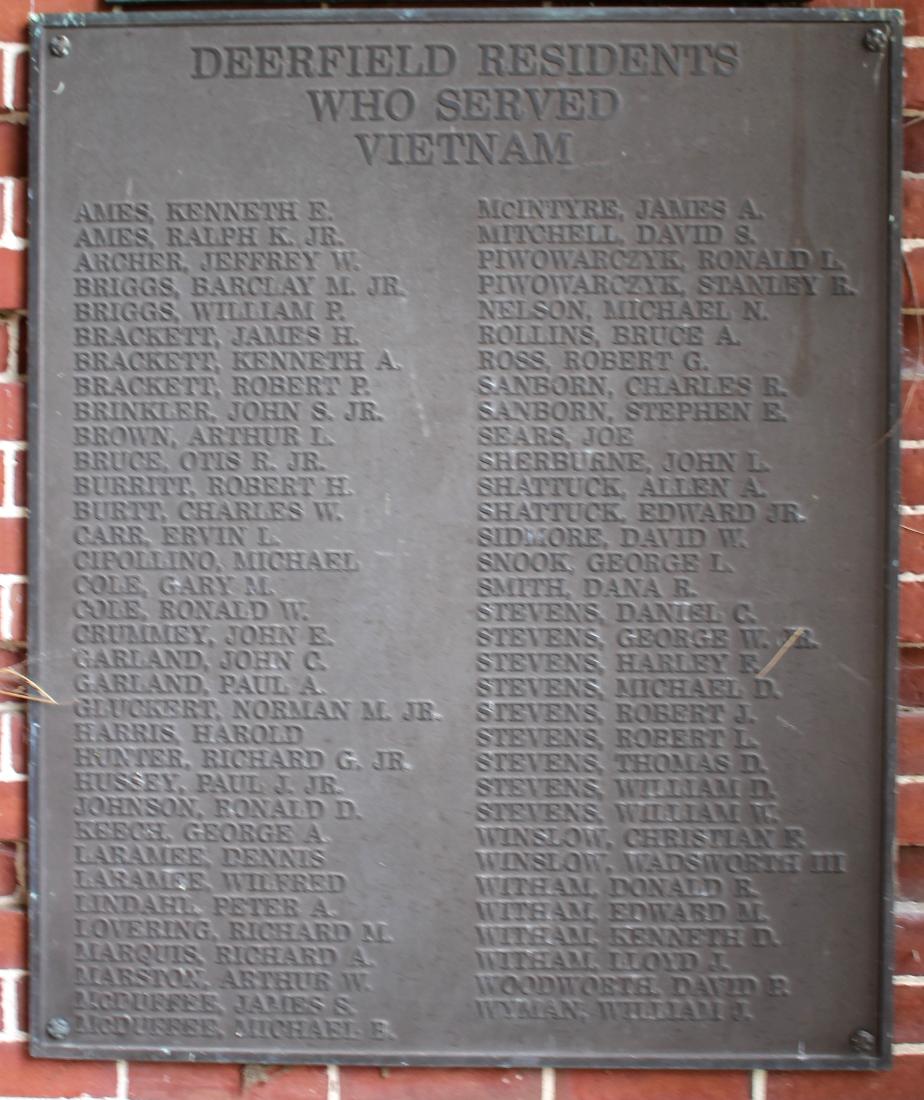 DEERFIELD RESIDENTS
WHO SERVED
VIETNAM
AMES, KENNETH E.
AMES, RALPH K. JR.
ARCHER, JEFFREY W.
BRIGGS, BARCLAY M. JR.
BRIGGS, WILLIAM P.
BRACKETT, JAMES H.
BRACKETT, KENNETH A.
BRACKETT, ROBERT P.
BRINKLER, JOHN S. JR.
BROWN, ARTHUR L.
BRUCE, OTIS R. JR.
BURRITT, ROBERT H.
BURTT, CHARLES W.
CARR, ERVIN L.
CIPOLLINO, MICHAEL
COLE, GARY M.
COLE, RONALD W.
CRUMMEY, JOHN E.
GARLAND, JOHN C.
GARLAND, PAUL A.
GLUCKERT, NORMAN M. JR.
HARRIS, HAROLD
HUNTER, RICHARD G. JR.
HUSSEY, PAUL J. JR.
JOHNSON, RONALD D.
KEECH, GEORGE A.
LARAMEE, DENNIS
LARAMEE, WILFRED
LINDAHL, PETER A.
LOVERING, RICHARD M.
MARQUIS, RICHARD A.
MARSTON, ARTHUR W.
McDUFFEE, JAMES S.
McDUFFEE, MICHAEL E.
McINTYRE, JAMES A.
MITCHELL, DAVID S.
PIWOWARCZYK, RONALD L.
PIWOWARCZYK, STANLEY R.
NELSON, MICHAEL N.
ROLLINS, BRUCE A.
ROSS, ROBERT G.
SANBORN, CHARLES R.
SANBORN, STEPHEN E.
SEARS, JOE
SHERBURNE, JOHN L.
SHATTUCK, ALLEN A.
SHATTUCK, EDWARD JR.
SIDMORE, DAVID W.
SNOOK, GEORGE L.
SMITH, DANA R.
STEVENS, DANIEL C.
STEVENS, GEORGE W. JR.
STEVENS, HARLEY F.
STEVENS, MICHAEL D.
STEVENS, ROBERT J.
STEVENS, ROBERT L.
STEVENS, THOMAS D.
STEVENS, WILLIAM D.
STEVENS, WILLIAM W.
WINSLOW, CHRISTIAN F.
WINSLOW, WADSWORTH III
WITHAM, DONALD R.
WITHAM, EDWARD M.
WITHAM, KENNETH D.
WITHAM, LLOYD J.
WOODWORTH, DAVID P.
WYMAN, WILLIAM J.